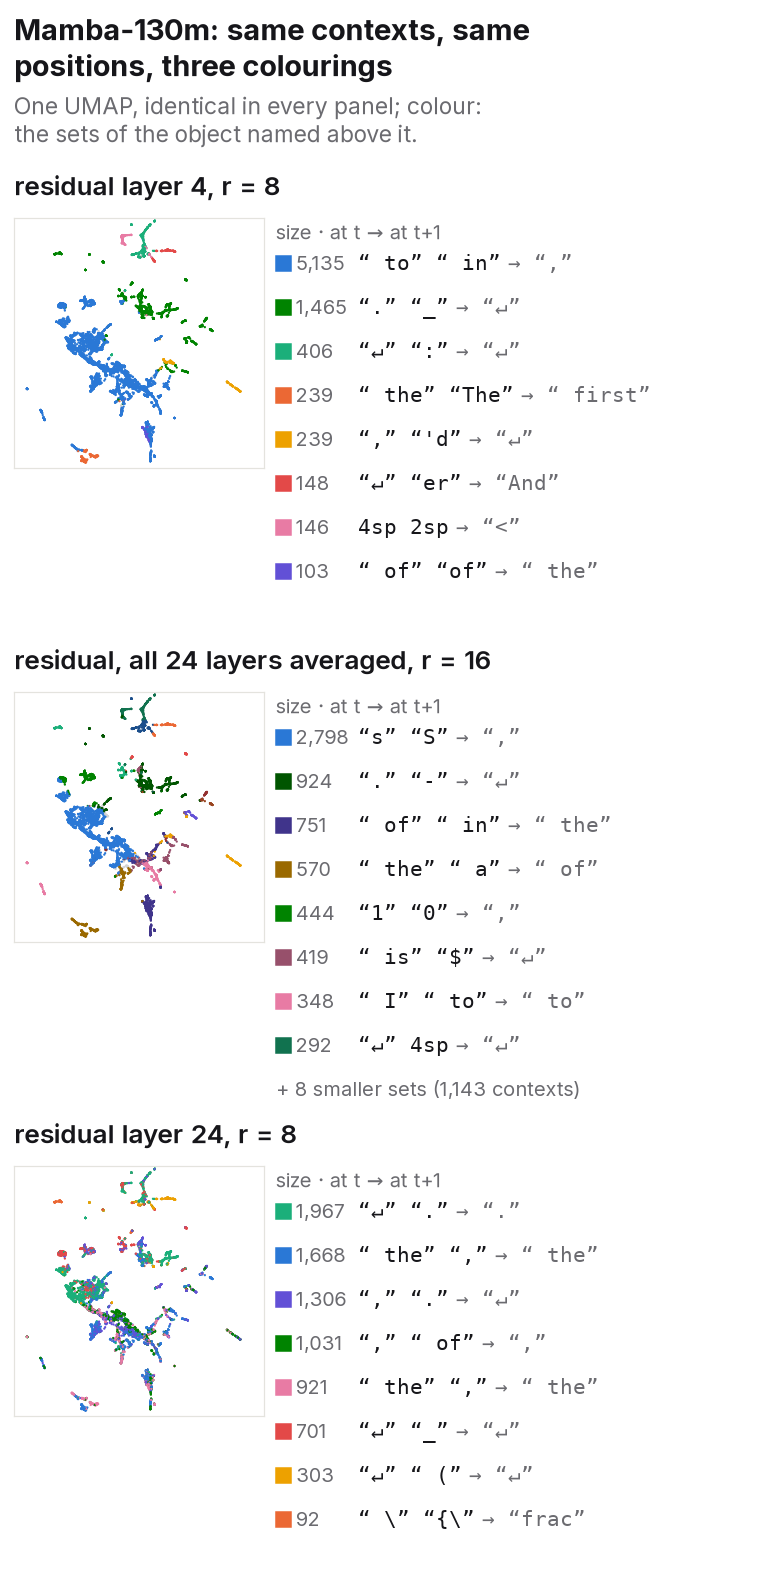 Mamba-130m: same contexts, same
positions, three colourings
One UMAP, identical in every panel; colour:
the sets of the object named above it.
residual layer 4, r = 8
size · at t → at t+1
5,135 “ to” “ in” → “,”
1,465 “.” “_” → “↵”
406 “↵” “:” → “↵”
239 “ the” “The” → “ first”
239 “,” “'d” → “↵”
148 “↵” “er” → “And”
146 4sp 2sp → “<”
103 “ of” “of” → “ the”
residual, all 24 layers averaged, r = 16
size · at t → at t+1
2,798 “s” “S” → “,”
924 “.” “-” → “↵”
751 “ of” “ in” → “ the”
570 “ the” “ a” → “ of”
444 “1” “0” → “,”
419 “ is” “$” → “↵”
348 “ I” “ to” → “ to”
292 “↵” 4sp → “↵”
+ 8 smaller sets (1,143 contexts)
residual layer 24, r = 8
size · at t → at t+1
1,967 “↵” “.” → “.”
1,668 “ the” “,” → “ the”
1,306 “,” “.” → “↵”
1,031 “,” “ of” → “,”
921 “ the” “,” → “ the”
701 “↵” “_” → “↵”
303 “↵” “ (” → “↵”
92 “ \” “{\” → “frac”